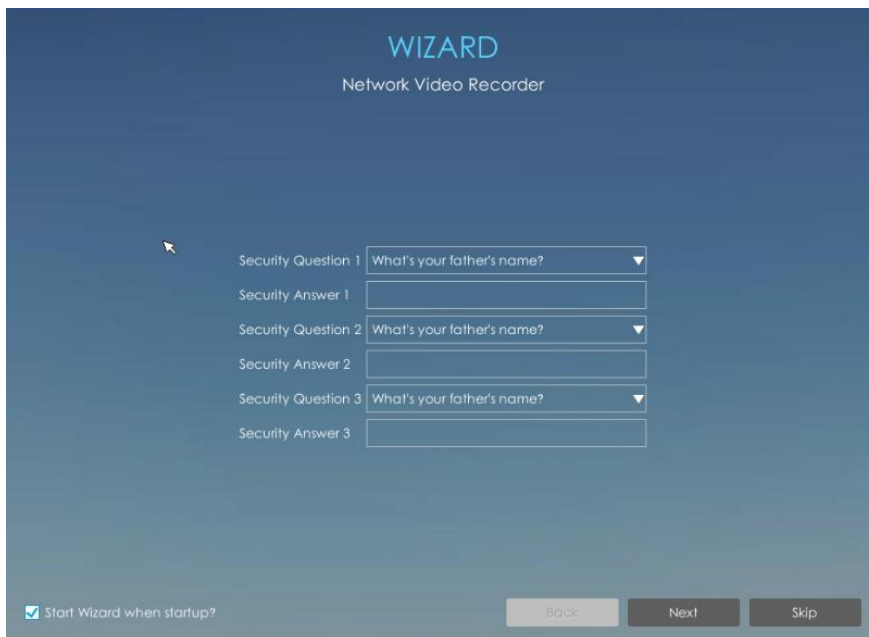 WIZARD
Network Video Recorder
Security Question 1 What's your father's name?
Security Answer 1
Security Question 2 What's your father's name?
Security Answer 2
Security Question 3 What's your father's name?
Security Answer 3
Start Wizard when startup? Back Next Skip